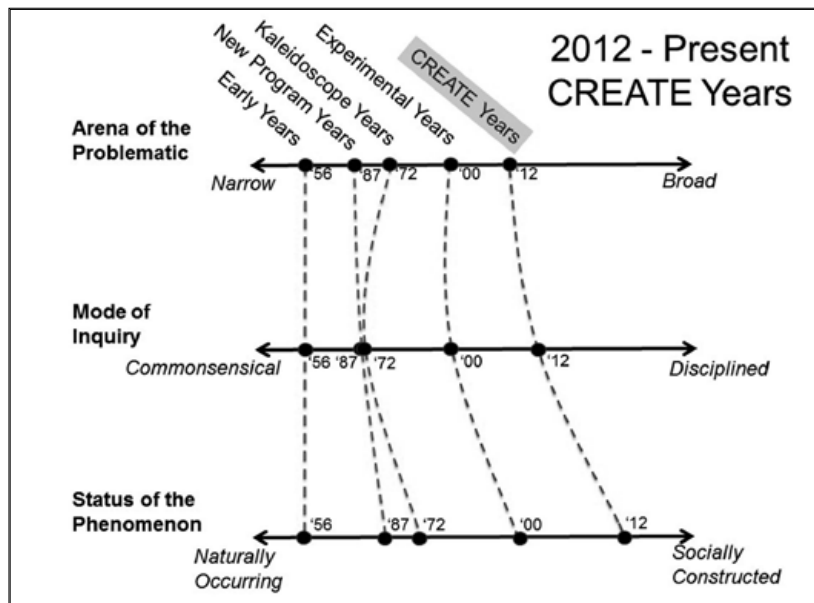 2012 - Present
CREATE Years
Early Years
New Program Years
Kaleidoscope Years
Experimental Years
CREATE Years
Arena of the
Problematic
‘56 ‘87 ‘72 ‘00 ‘12
Narrow Broad
Mode of
Inquiry
‘56 ‘87 ‘72 ‘00 ‘12
Commonsensical Disciplined
Status of the
Phenomenon
‘56 ‘87 ‘72 ‘00 ‘12
Naturally
Occurring
Socially
Constructed